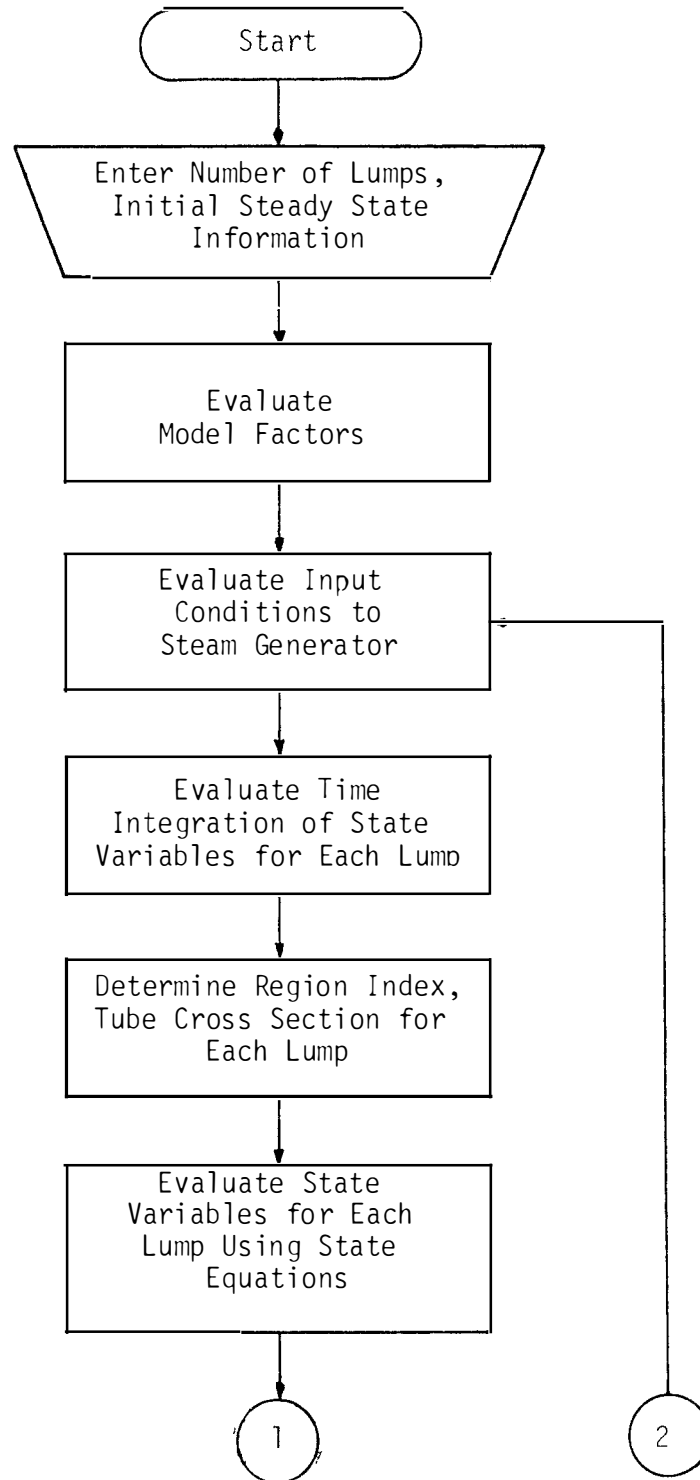 Start
Enter Number of Lumps,
Initial Steady State
Information
Evaluate
Model Factors
Evaluate Input
Conditions to
Steam Generator
Evaluate Time
Integration of State
Variables for Each Lump
Determine Region Index,
Tube Cross Section for
Each Lump
Evaluate State
Variables for Each
Lump Using State
Equations
1
2